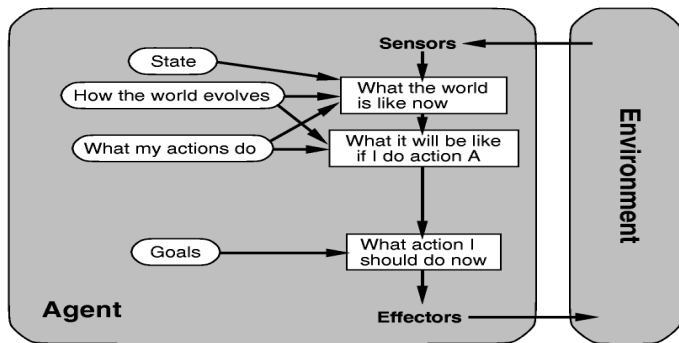 Sensors
State
What the world
is like now
How the world evolves
What it will be like
if I do action A
What my actions do
Goals
What action I
should do now
Agent
Effectors
Environment